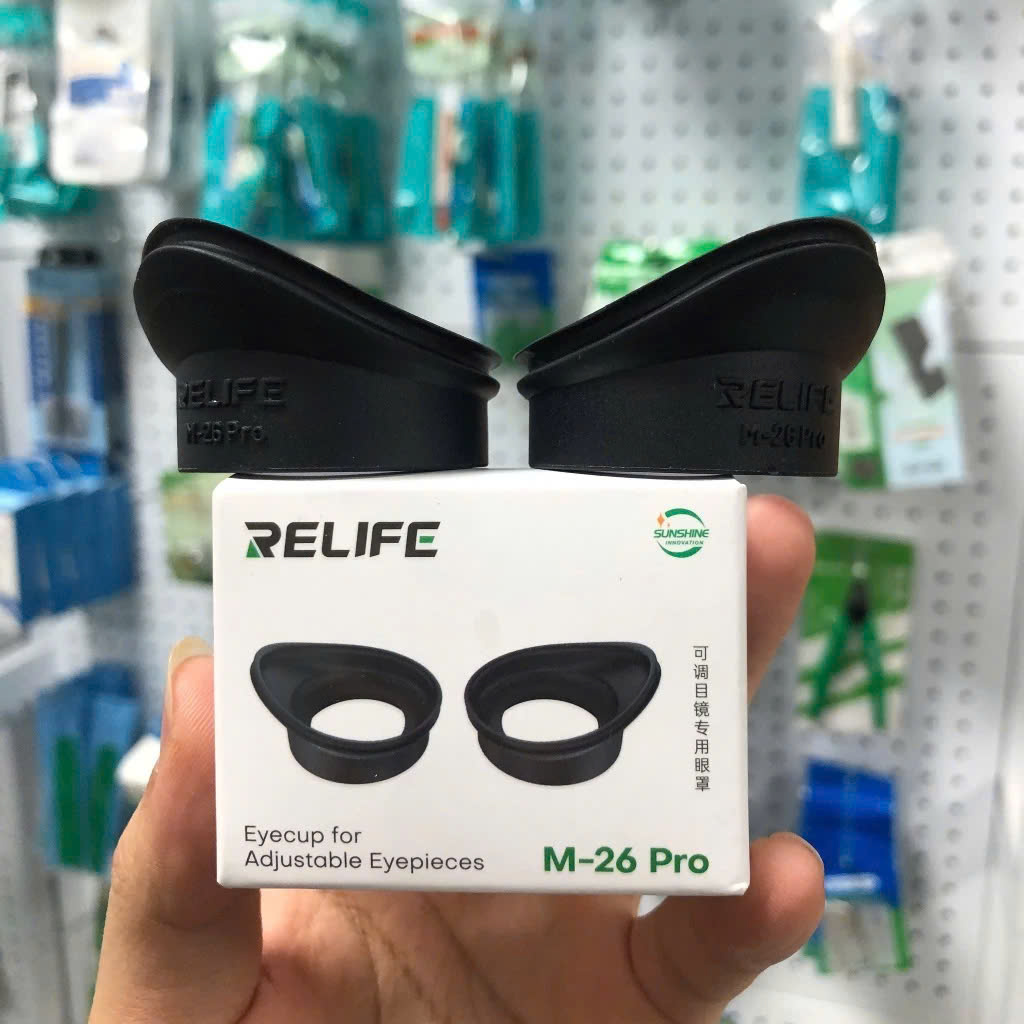 RELIFE
M-26 Pro
RELIFE
M-26 Pro
RELIFE
SUNSHINE
INNOVATION
可调目镜专用眼罩
Eyecup for
Adjustable Eyepieces
M-26 Pro